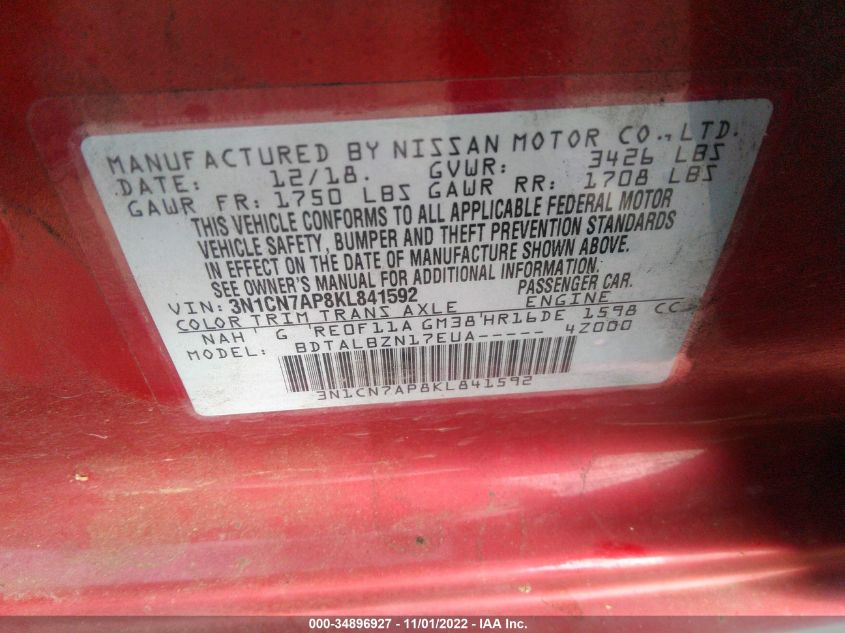 MANUFACTURED BY NISSAN MOTOR CO., LTD.
DATE: 12/18. GVWR: 3426 LBS
GAWR FR: 1750 LBS GAWR RR: 1708 LBS
THIS VEHICLE CONFORMS TO ALL APPLICABLE FEDERAL MOTOR
VEHICLE SAFETY, BUMPER AND THEFT PREVENTION STANDARDS
IN EFFECT ON THE DATE OF MANUFACTURE SHOWN ABOVE.
SEE OWNER'S MANUAL FOR ADDITIONAL INFORMATION.
VIN: 3N1CN7AP8KL841592 PASSENGER CAR.
COLOR TRIM TRANS AXLE ENGINE
NAH G RE0F11A GM38 HR16DE 1598 CC
MODEL: BDTALBZN17EUA----- 4Z000
3N1CN7AP8KL841592
000-34896927 - 11/01/2022 - IAA Inc.